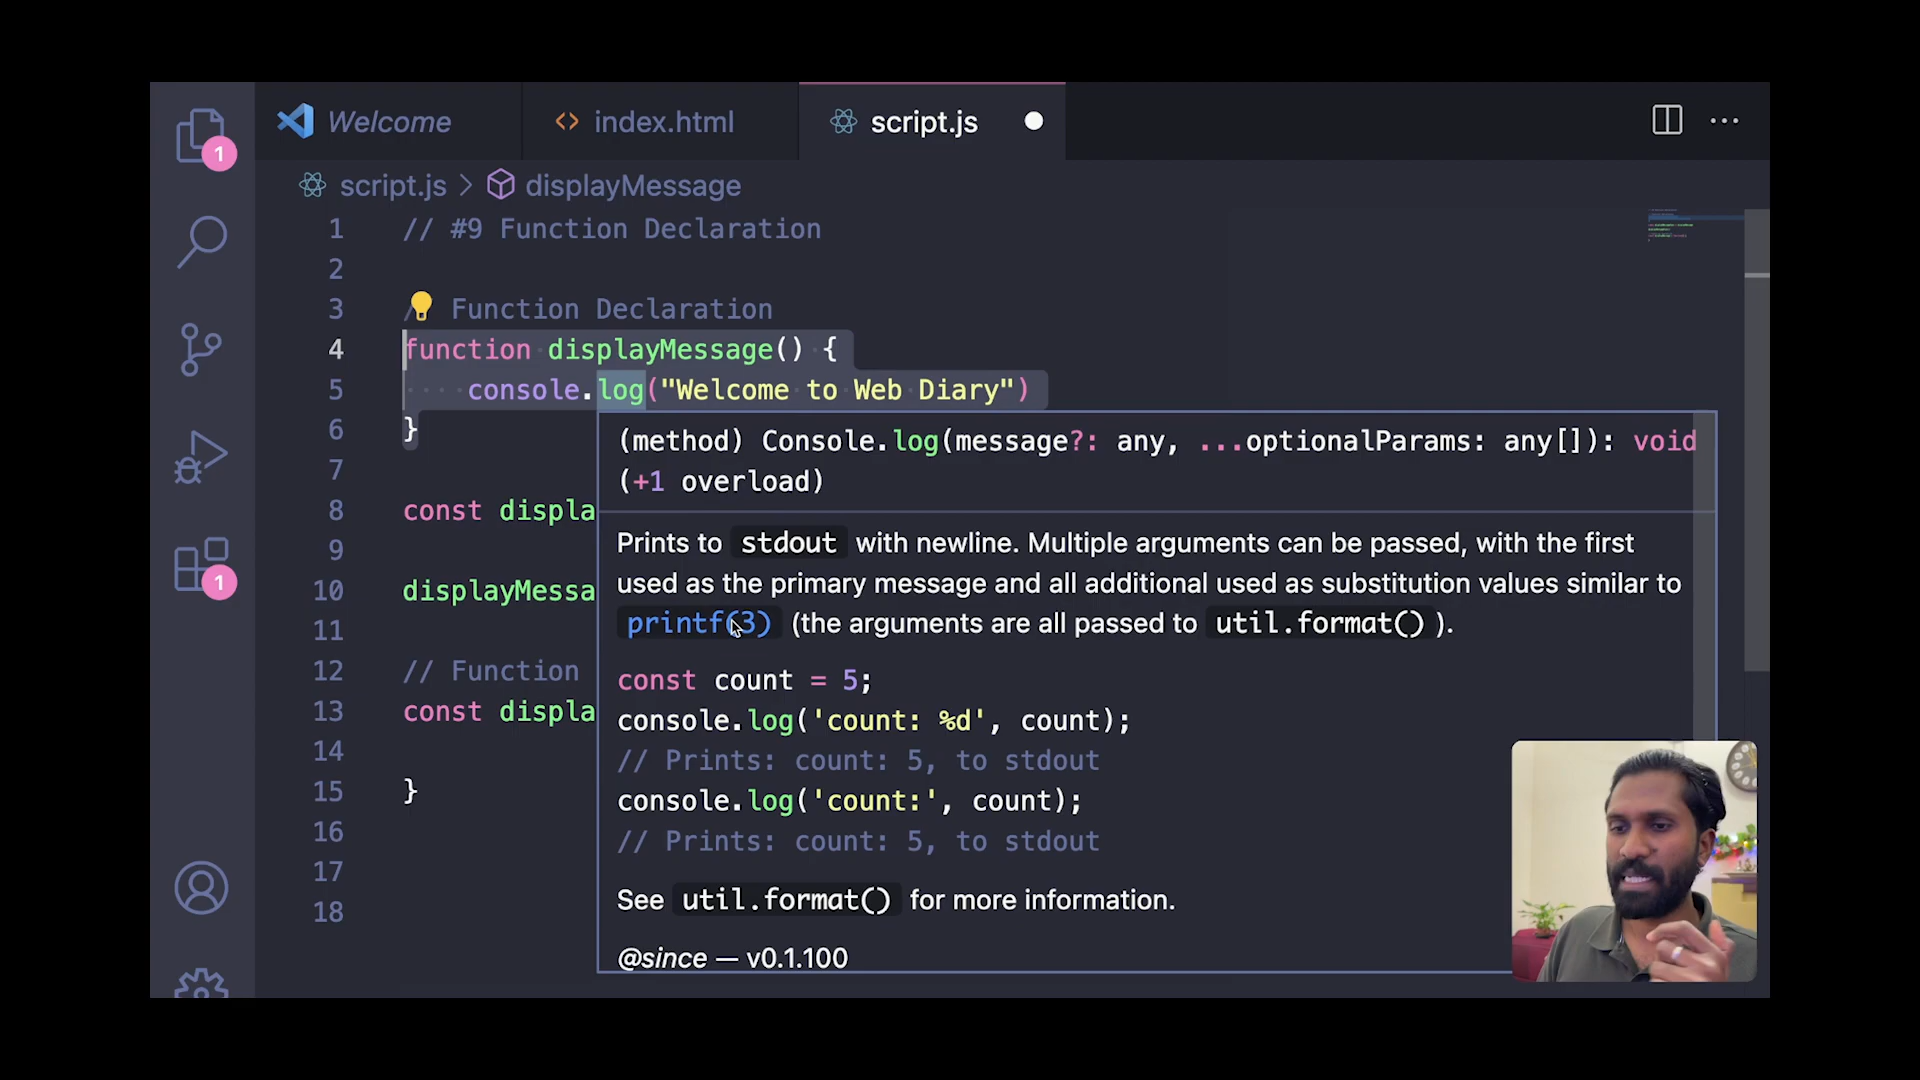 Welcome
index.html
script.js
script.js > displayMessage
1 // #9 Function Declaration
2
3 / Function Declaration
4 function displayMessage() {
5 console.log("Welcome to Web Diary")
6 }
7
8 const displa
9
10 displayMessa
11
12 // Function
13 const displa
14
15 }
16
17
18
(method) Console.log(message?: any, ...optionalParams: any[]): void
(+1 overload)
Prints to stdout with newline. Multiple arguments can be passed, with the first
used as the primary message and all additional used as substitution values similar to
printf(3) (the arguments are all passed to util.format() ).
const count = 5;
console.log('count: %d', count);
// Prints: count: 5, to stdout
console.log('count:', count);
// Prints: count: 5, to stdout
See util.format() for more information.
@since — v0.1.100
1
1